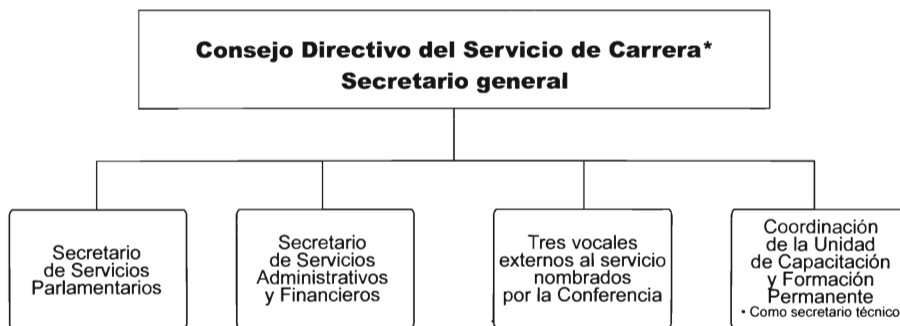 Consejo Directivo del Servicio de Carrera*
Secretario general
Secretario
de Servicios
Parlamentarios
Secretario
de Servicios
Administrativos
y Financieros
Tres vocales
externos al servicio
nombrados
por la Conferencia
Coordinación
de la Unidad
de Capacitación
y Formación
Permanente
• Como secretario técnico